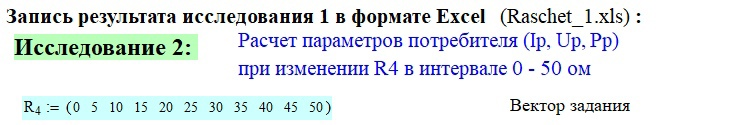 Запись результата исследования 1 в формате Excel (Raschet_1.xls) :
Исследование 2: Расчет параметров потребителя (Ip, Up, Pp)
при изменении R4 в интервале 0 - 50 ом
R4 := (0 5 10 15 20 25 30 35 40 45 50) Вектор задания